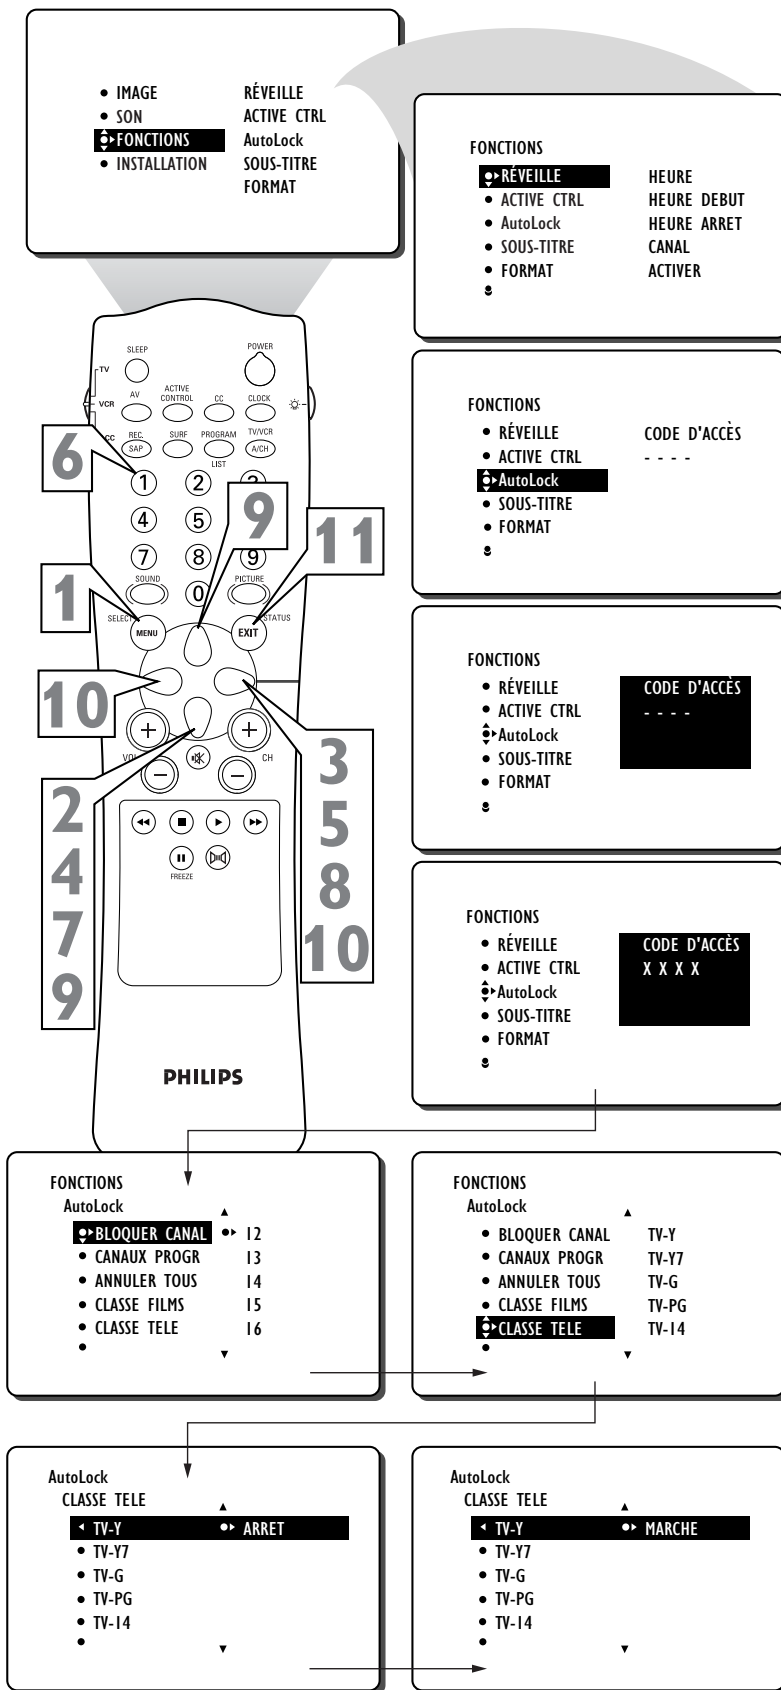 IMAGE RÉVEILLE
SON ACTIVE CTRL
FONCTIONS AutoLock
INSTALLATION SOUS-TITRE
FORMAT
FONCTIONS
RÉVEILLE HEURE
ACTIVE CTRL HEURE DEBUT
AutoLock HEURE ARRET
SOUS-TITRE CANAL
FORMAT ACTIVER
FONCTIONS
RÉVEILLE CODE D'ACCÈS
ACTIVE CTRL - - - -
AutoLock
SOUS-TITRE
FORMAT
FONCTIONS
RÉVEILLE CODE D'ACCÈS
ACTIVE CTRL - - - -
AutoLock
SOUS-TITRE
FORMAT
FONCTIONS
RÉVEILLE CODE D'ACCÈS
ACTIVE CTRL X X X X
AutoLock
SOUS-TITRE
FORMAT
SLEEP POWER
TV
VCR
AV ACTIVE CONTROL CC CLOCK
REC. SURF PROGRAM TV/VCR
SAP A/CH
LIST
6
1 2
4 5
9
11
7 8 9
SOUND 0 PICTURE
1
SELECT STATUS
MENU EXIT
10
+ +
CH
- -
2
4
7
9
3
5
8
10
FREEZE
PHILIPS
FONCTIONS
AutoLock
BLOQUER CANAL 12
CANAUX PROGR 13
ANNULER TOUS 14
CLASSE FILMS 15
CLASSE TELE 16
FONCTIONS
AutoLock
BLOQUER CANAL TV-Y
CANAUX PROGR TV-Y7
ANNULER TOUS TV-G
CLASSE FILMS TV-PG
CLASSE TELE TV-14
AutoLock
CLASSE TELE
TV-Y ARRET
TV-Y7
TV-G
TV-PG
TV-14
AutoLock
CLASSE TELE
TV-Y MARCHE
TV-Y7
TV-G
TV-PG
TV-14